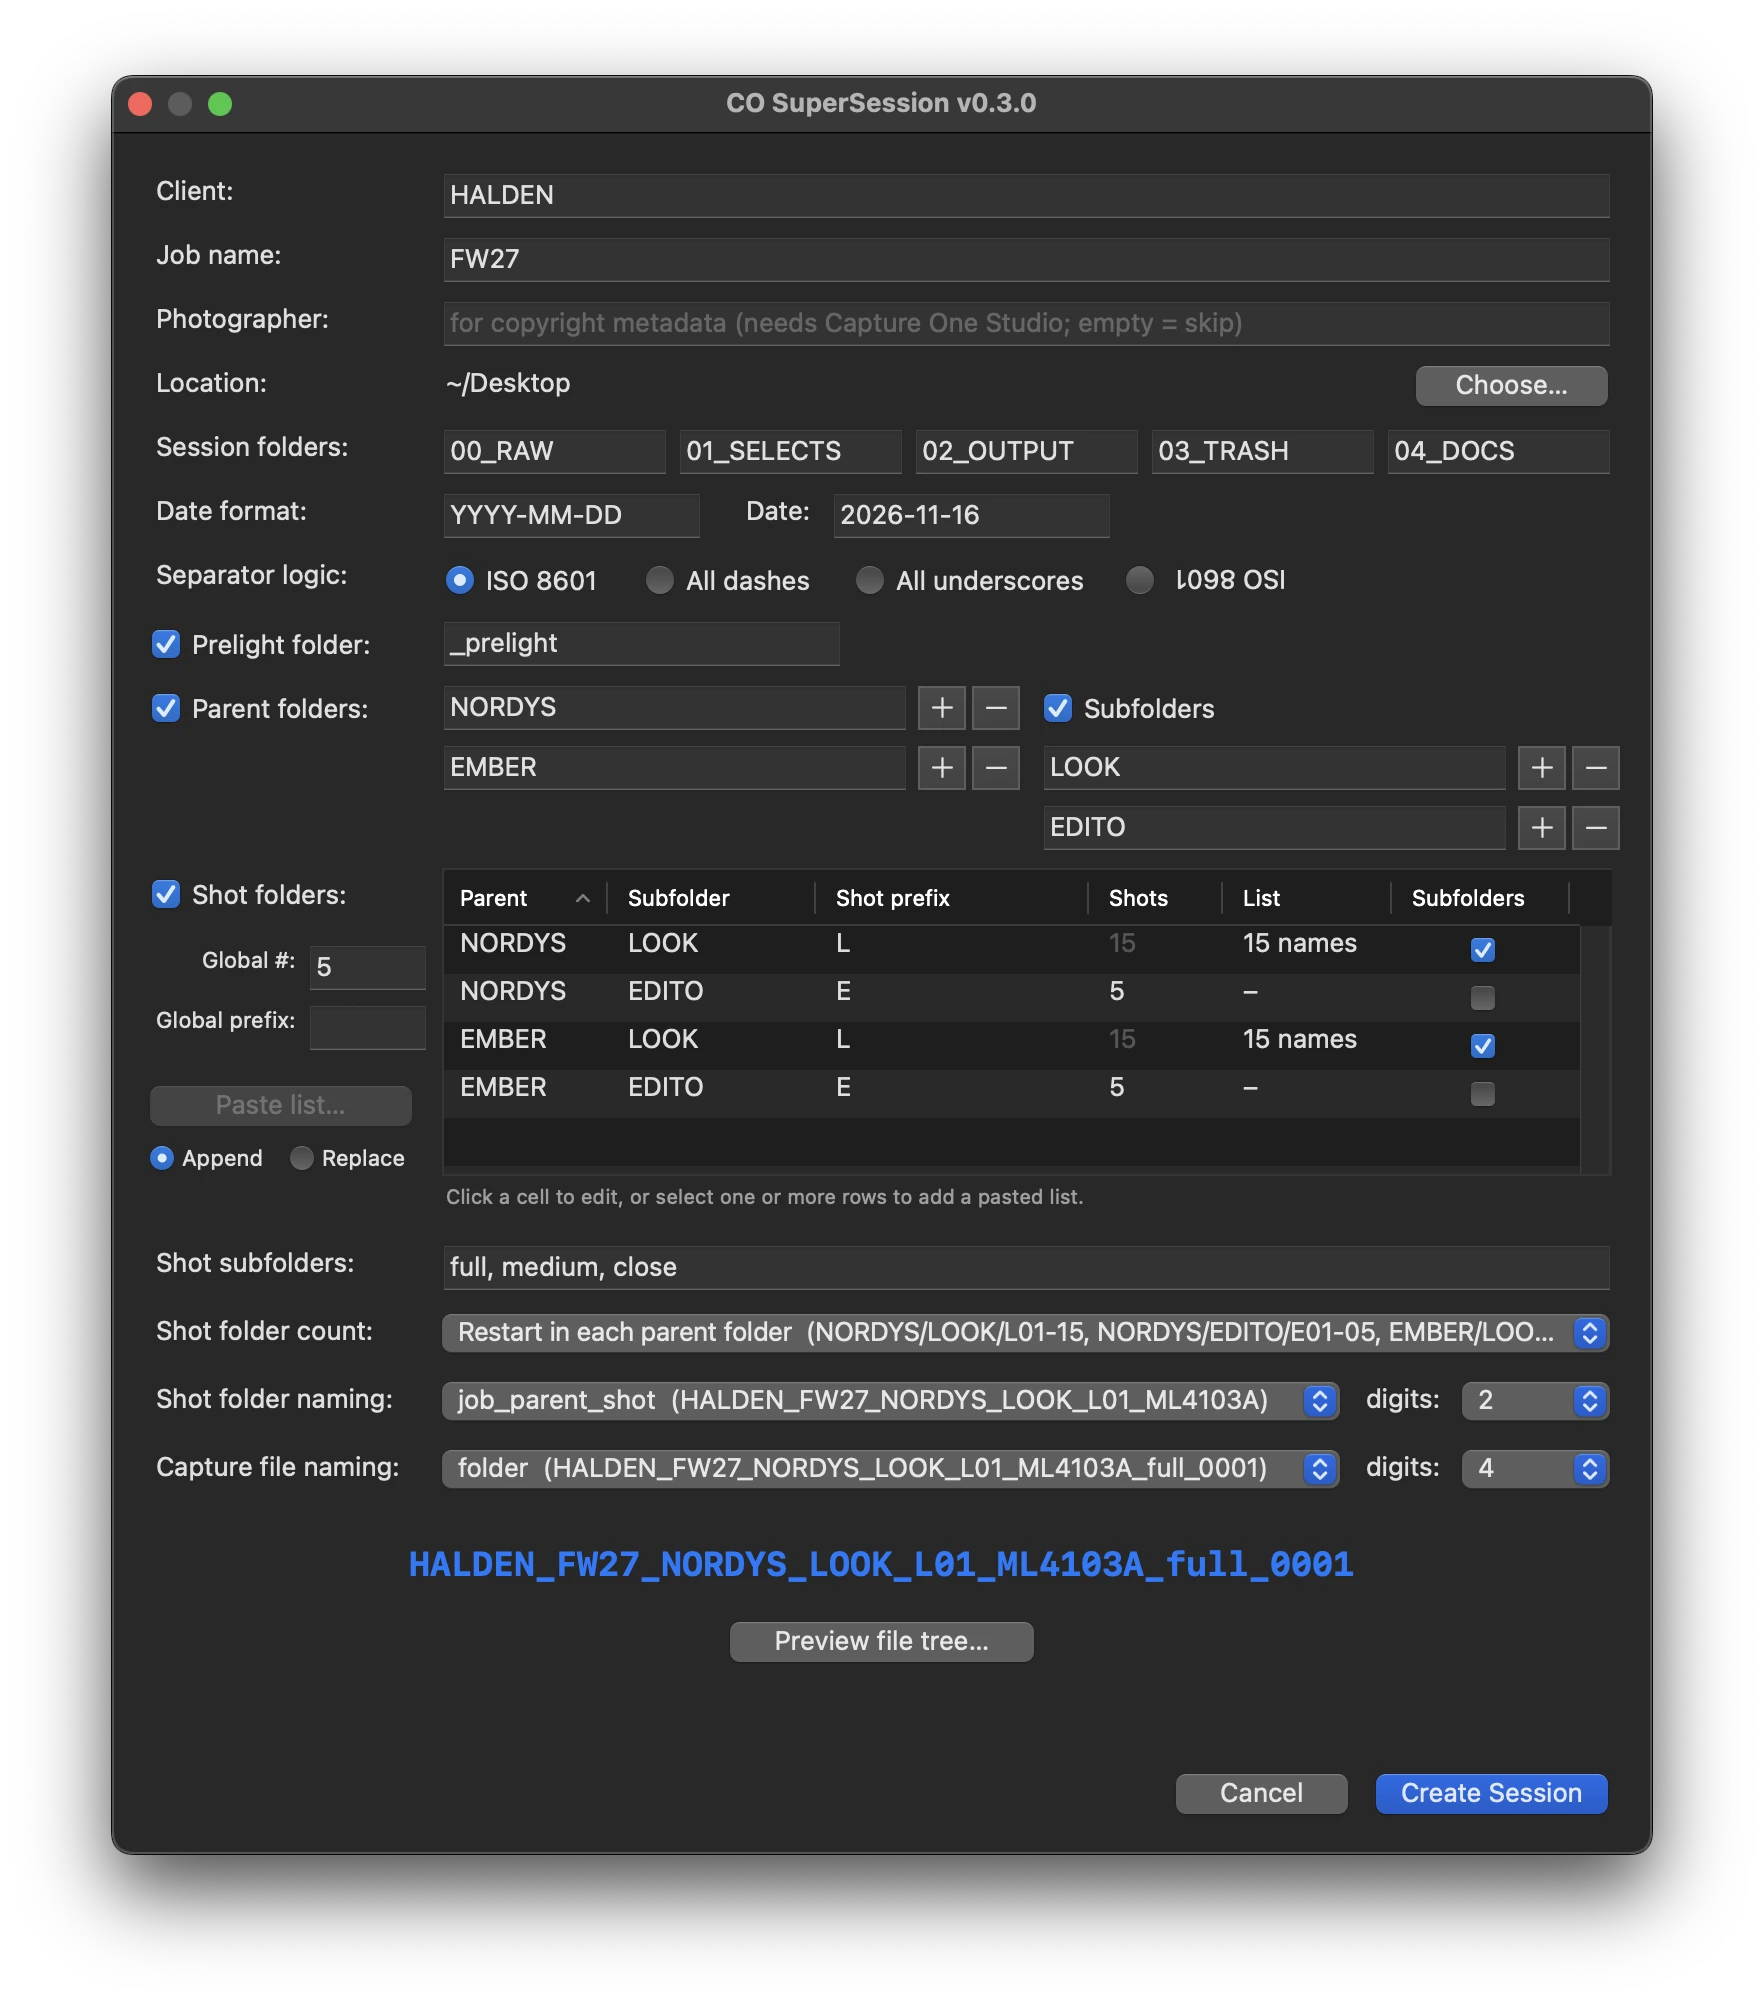 CO SuperSession v0.3.0
Client: HALDEN
Job name: FW27
Photographer: for copyright metadata (needs Capture One Studio; empty = skip)
Location: ~/Desktop Choose...
Session folders: 00_RAW 01_SELECTS 02_OUTPUT 03_TRASH 04_DOCS
Date format: YYYY-MM-DD Date: 2026-11-16
Separator logic: ISO 8601 All dashes All underscores ISO 8601
Prelight folder: _prelight
Parent folders: NORDYS + − Subfolders
EMBER + − LOOK + −
EDITO + −
Shot folders: Parent Subfolder Shot prefix Shots List Subfolders
NORDYS LOOK L 15 15 names
Global #: 5 NORDYS EDITO E 5 –
Global prefix: EMBER LOOK L 15 15 names
Paste list... EMBER EDITO E 5 –
Append Replace
Click a cell to edit, or select one or more rows to add a pasted list.
Shot subfolders: full, medium, close
Shot folder count: Restart in each parent folder (NORDYS/LOOK/L01-15, NORDYS/EDITO/E01-05, EMBER/LOO...
Shot folder naming: job_parent_shot (HALDEN_FW27_NORDYS_LOOK_L01_ML4103A) digits: 2
Capture file naming: folder (HALDEN_FW27_NORDYS_LOOK_L01_ML4103A_full_0001) digits: 4
HALDEN_FW27_NORDYS_LOOK_L01_ML4103A_full_0001
Preview file tree...
Cancel Create Session